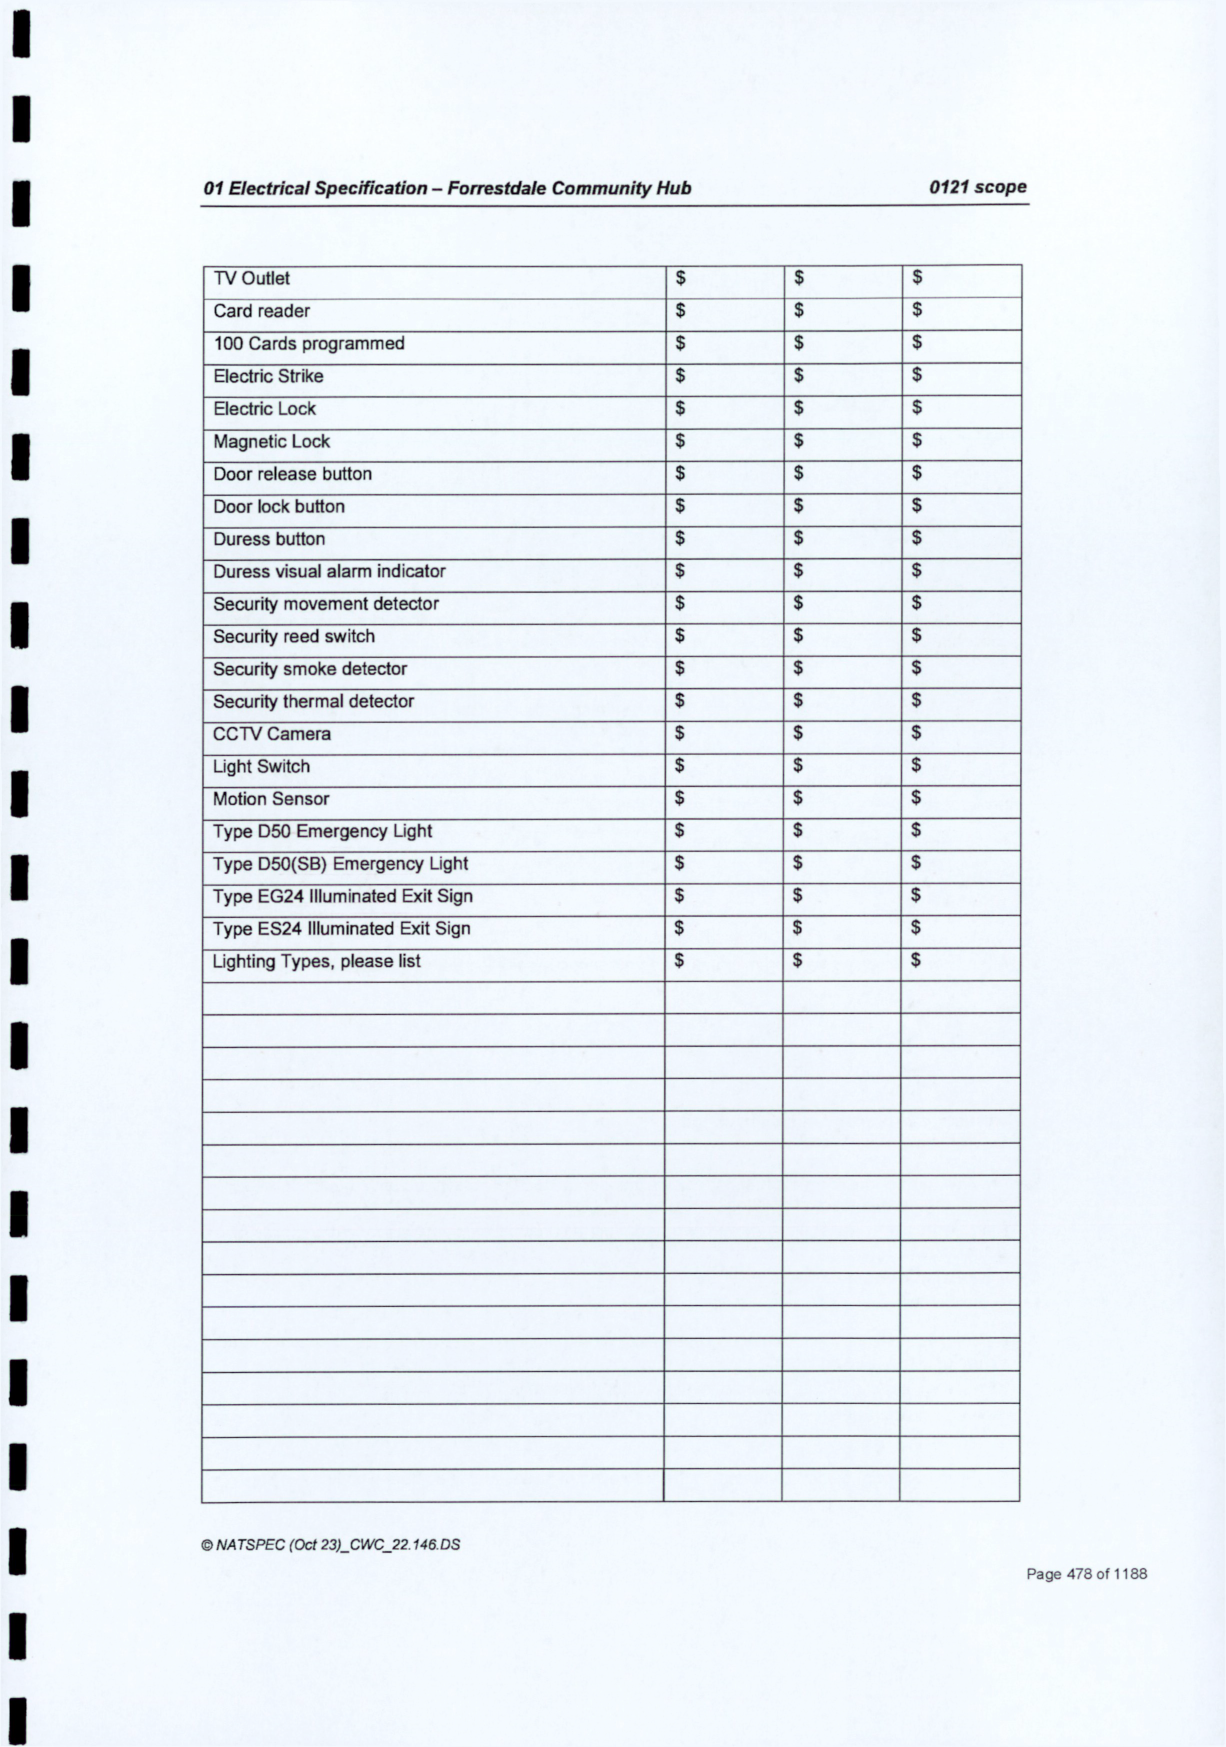 01 Electrical Specification – Forrestdale Community Hub 0121 scope
TV Outlet $ $ $
Card reader $ $ $
100 Cards programmed $ $ $
Electric Strike $ $ $
Electric Lock $ $ $
Magnetic Lock $ $ $
Door release button $ $ $
Door lock button $ $ $
Duress button $ $ $
Duress visual alarm indicator $ $ $
Security movement detector $ $ $
Security reed switch $ $ $
Security smoke detector $ $ $
Security thermal detector $ $ $
CCTV Camera $ $ $
Light Switch $ $ $
Motion Sensor $ $ $
Type D50 Emergency Light $ $ $
Type D50(SB) Emergency Light $ $ $
Type EG24 Illuminated Exit Sign $ $ $
Type ES24 Illuminated Exit Sign $ $ $
Lighting Types, please list $ $ $
© NATSPEC (Oct 23)_CWC_22.146.DS
Page 478 of 1188